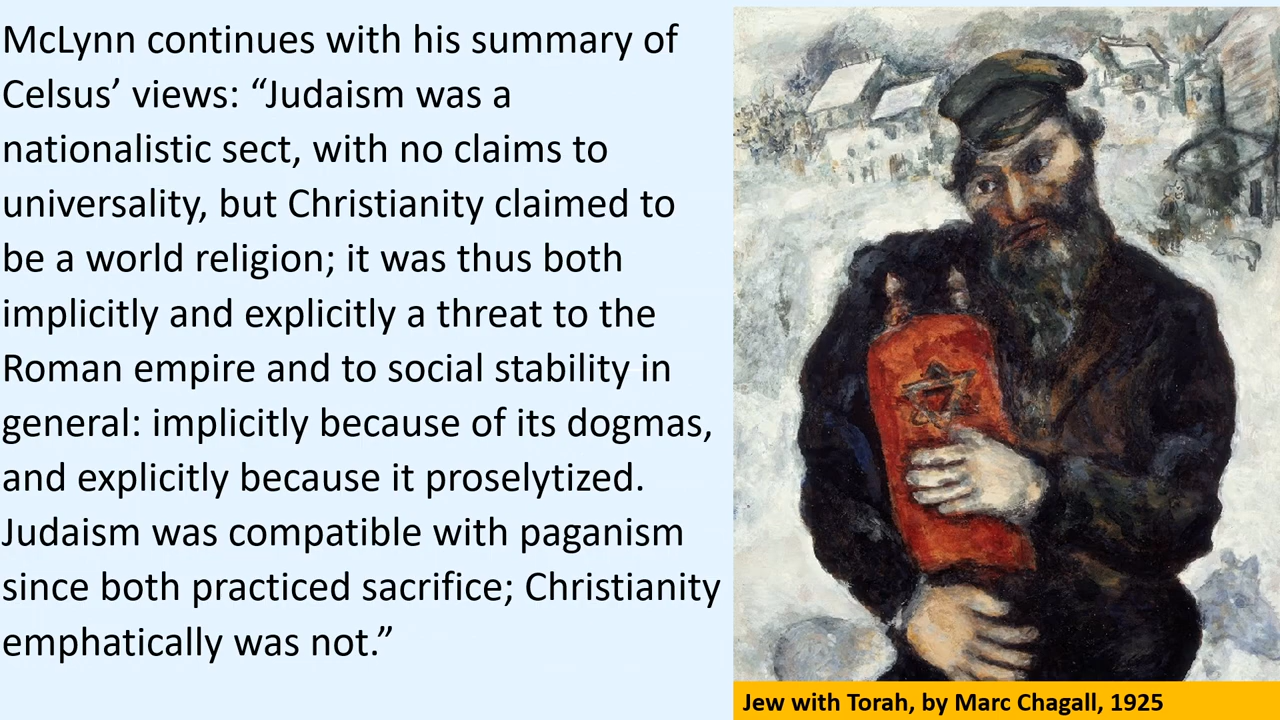 McLynn continues with his summary of
Celsus’ views: “Judaism was a
nationalistic sect, with no claims to
universality, but Christianity claimed to
be a world religion; it was thus both
implicitly and explicitly a threat to the
Roman empire and to social stability in
general: implicitly because of its dogmas,
and explicitly because it proselytized.
Judaism was compatible with paganism
since both practiced sacrifice; Christianity
emphatically was not.”
Jew with Torah, by Marc Chagall, 1925